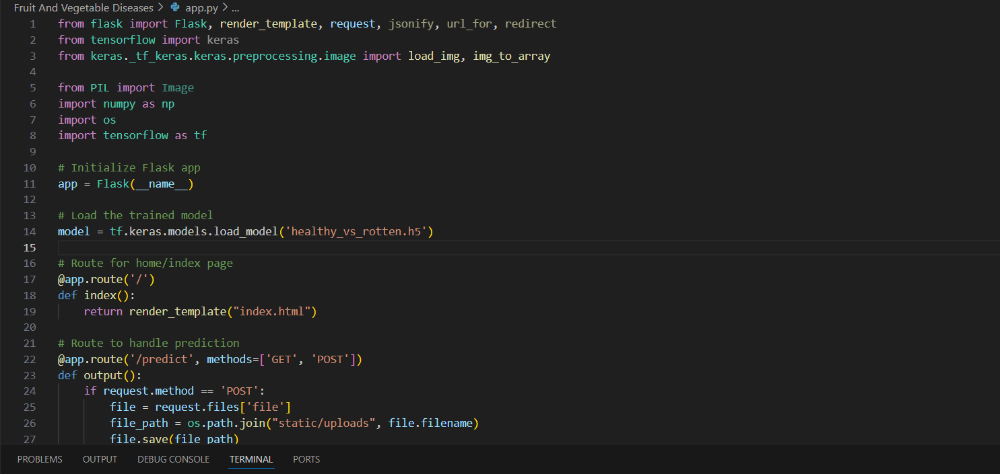 Fruit And Vegetable Diseases > app.py > ...
1 from flask import Flask, render_template, request, jsonify, url_for, redirect
2 from tensorflow import keras
3 from keras._tf_keras.keras.preprocessing.image import load_img, img_to_array
4
5 from PIL import Image
6 import numpy as np
7 import os
8 import tensorflow as tf
9
10 # Initialize Flask app
11 app = Flask(__name__)
12
13 # Load the trained model
14 model = tf.keras.models.load_model('healthy_vs_rotten.h5')
15
16 # Route for home/index page
17 @app.route('/')
18 def index():
19     return render_template("index.html")
20
21 # Route to handle prediction
22 @app.route('/predict', methods=['GET', 'POST'])
23 def output():
24     if request.method == 'POST':
25         file = request.files['file']
26         file_path = os.path.join("static/uploads", file.filename)
27         file.save(file_path)
PROBLEMS OUTPUT DEBUG CONSOLE TERMINAL PORTS